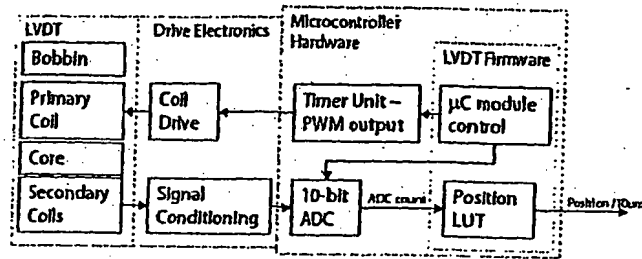 LVDT
Drive Electronics
Microcontroller
Hardware
LVDT Firmware
Bobbin
Primary
Coil
Coil
Drive
Timer Unit –
PWM output
µC module
control
Core
Secondary
Coils
Signal
Conditioning
10-bit
ADC
ADC count
Position
LUT
Position /